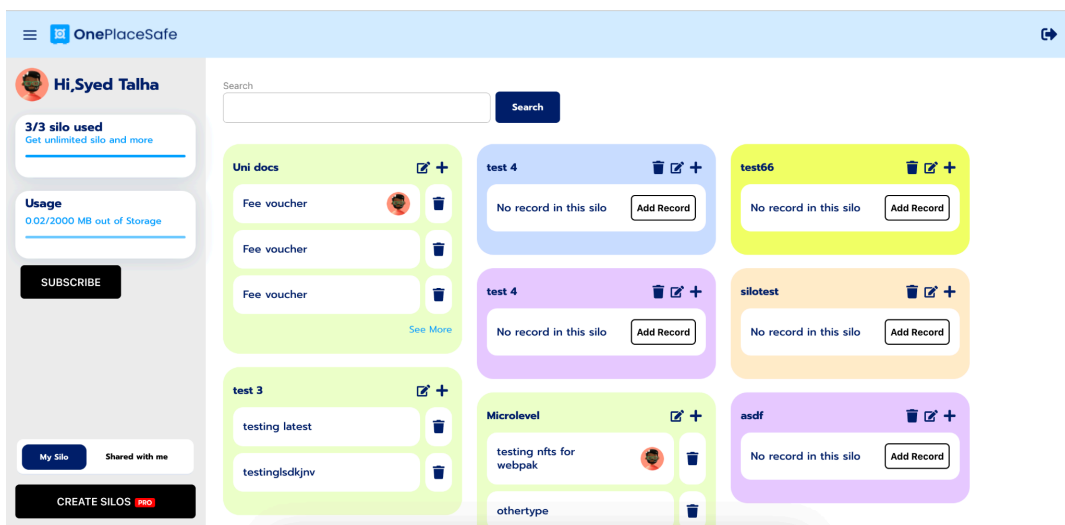 OnePlaceSafe
Hi,Syed Talha
3/3 silo used
Get unlimited silo and more
Usage
0.02/2000 MB out of Storage
SUBSCRIBE
My Silo
Shared with me
CREATE SILOS PRO
Search
Search
Uni docs
Fee voucher
Fee voucher
Fee voucher
See More
test 3
testing latest
testinglsdkjnv
test 4
No record in this silo
Add Record
test 4
No record in this silo
Add Record
Microlevel
testing nfts for
webpak
othertype
test66
No record in this silo
Add Record
silotest
No record in this silo
Add Record
asdf
No record in this silo
Add Record